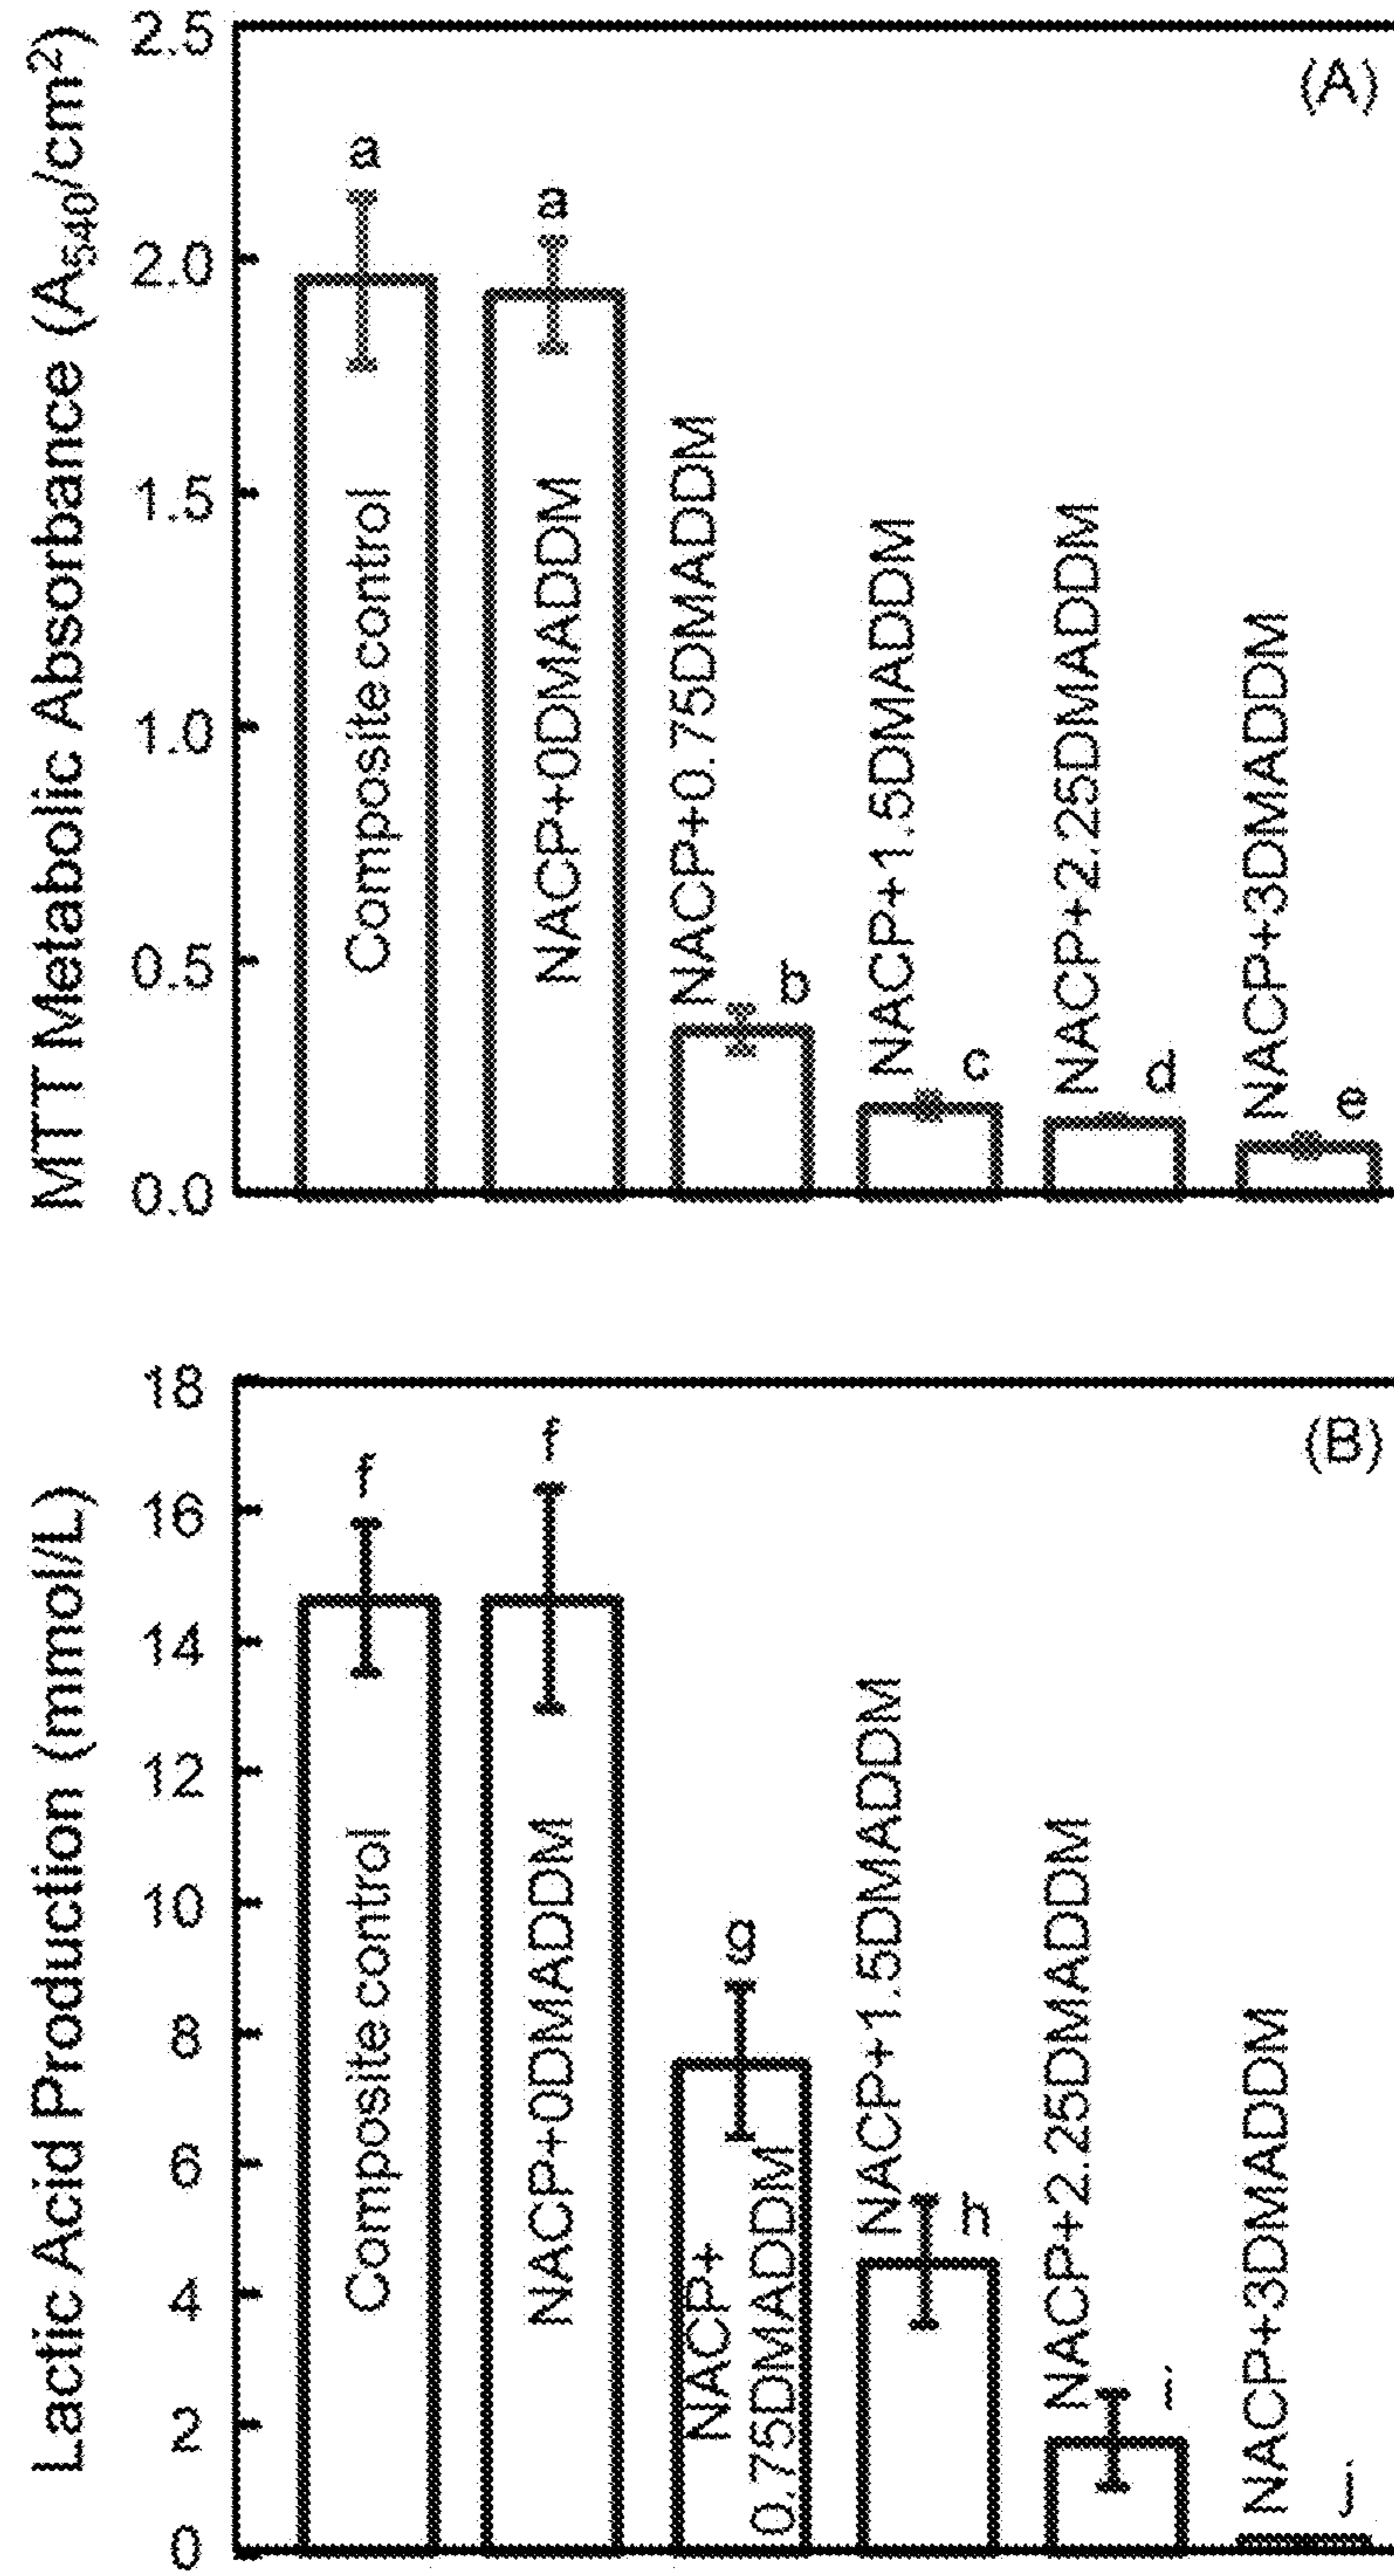 MTT Metabolic Absorbance (A540/cm²)
2.5
2.0
1.5
1.0
0.5
0.0
(A)
a
a
b
c
d
e
Composite control
NACP+0DMADDM
NACP+0.75DMADDM
NACP+1.5DMADDM
NACP+2.25DMADDM
NACP+3DMADDM
Lactic Acid Production (mmol/L)
18
16
14
12
10
8
6
4
2
0
(B)
f
f
g
h
i
j
Composite control
NACP+0DMADDM
NACP+
0.75DMADDM
NACP+1.5DMADDM
NACP+2.25DMADDM
NACP+3DMADDM